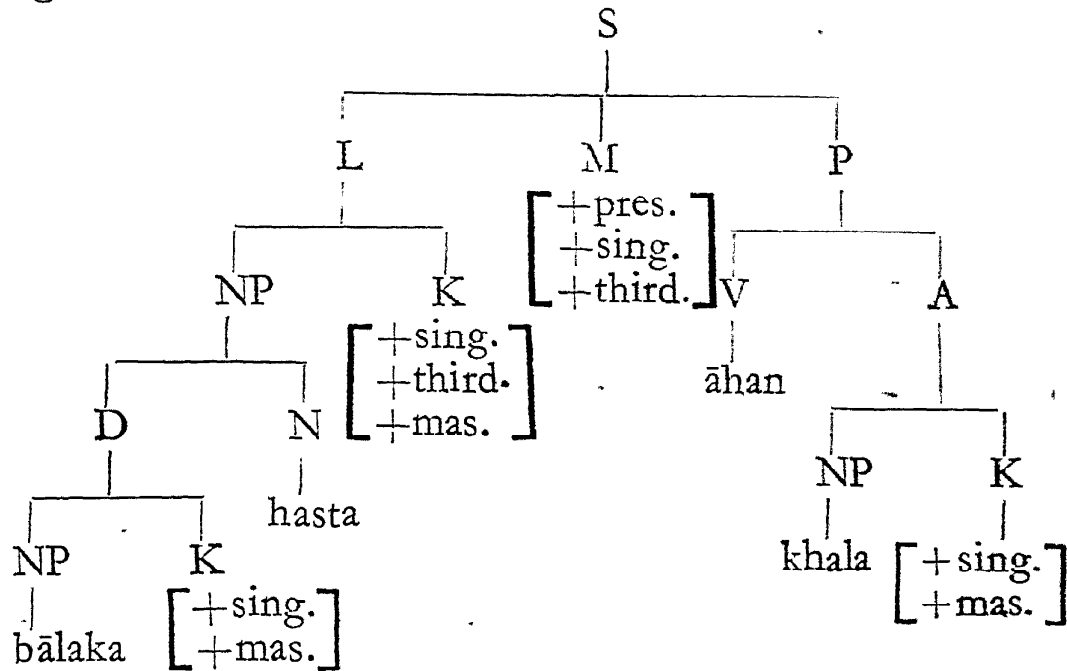 S
L M P
[+pres.
+sing.
+third.]
NP K V A
[+sing.
+third.
+mas.]
āhan
D N
NP K
hasta
NP K khala [+sing.
+mas.]
bālaka [+sing.
+mas.]